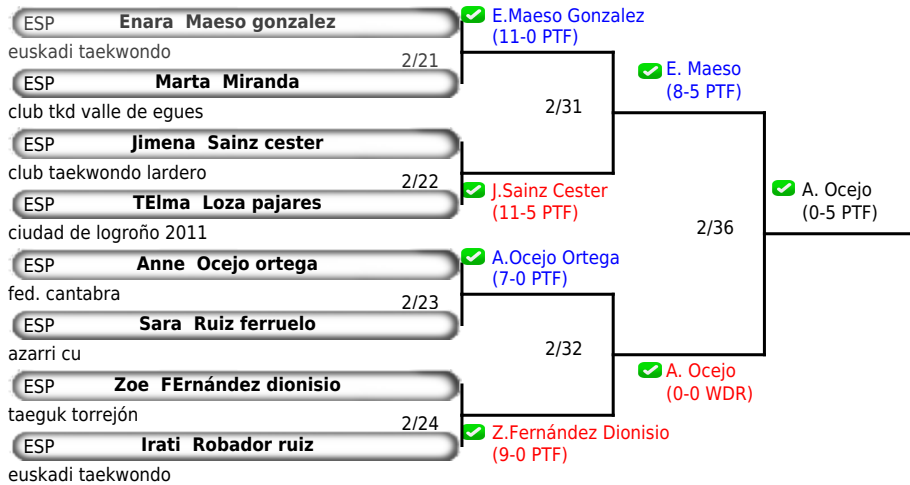 ESP Enara Maeso gonzalez
euskadi taekwondo
2/21
ESP Marta Miranda
club tkd valle de egues
ESP Jimena Sainz cester
club taekwondo lardero
2/22
ESP TElma Loza pajares
ciudad de logroño 2011
ESP Anne Ocejo ortega
fed. cantabra
2/23
ESP Sara Ruiz ferruelo
azarri cu
ESP Zoe FErnández dionisio
taeguk torrejón
2/24
ESP Irati Robador ruiz
euskadi taekwondo
E.Maeso Gonzalez
(11-0 PTF)
2/31
J.Sainz Cester
(11-5 PTF)
A.Ocejo Ortega
(7-0 PTF)
2/32
Z.Fernández Dionisio
(9-0 PTF)
E. Maeso
(8-5 PTF)
2/36
A. Ocejo
(0-0 WDR)
A. Ocejo
(0-5 PTF)